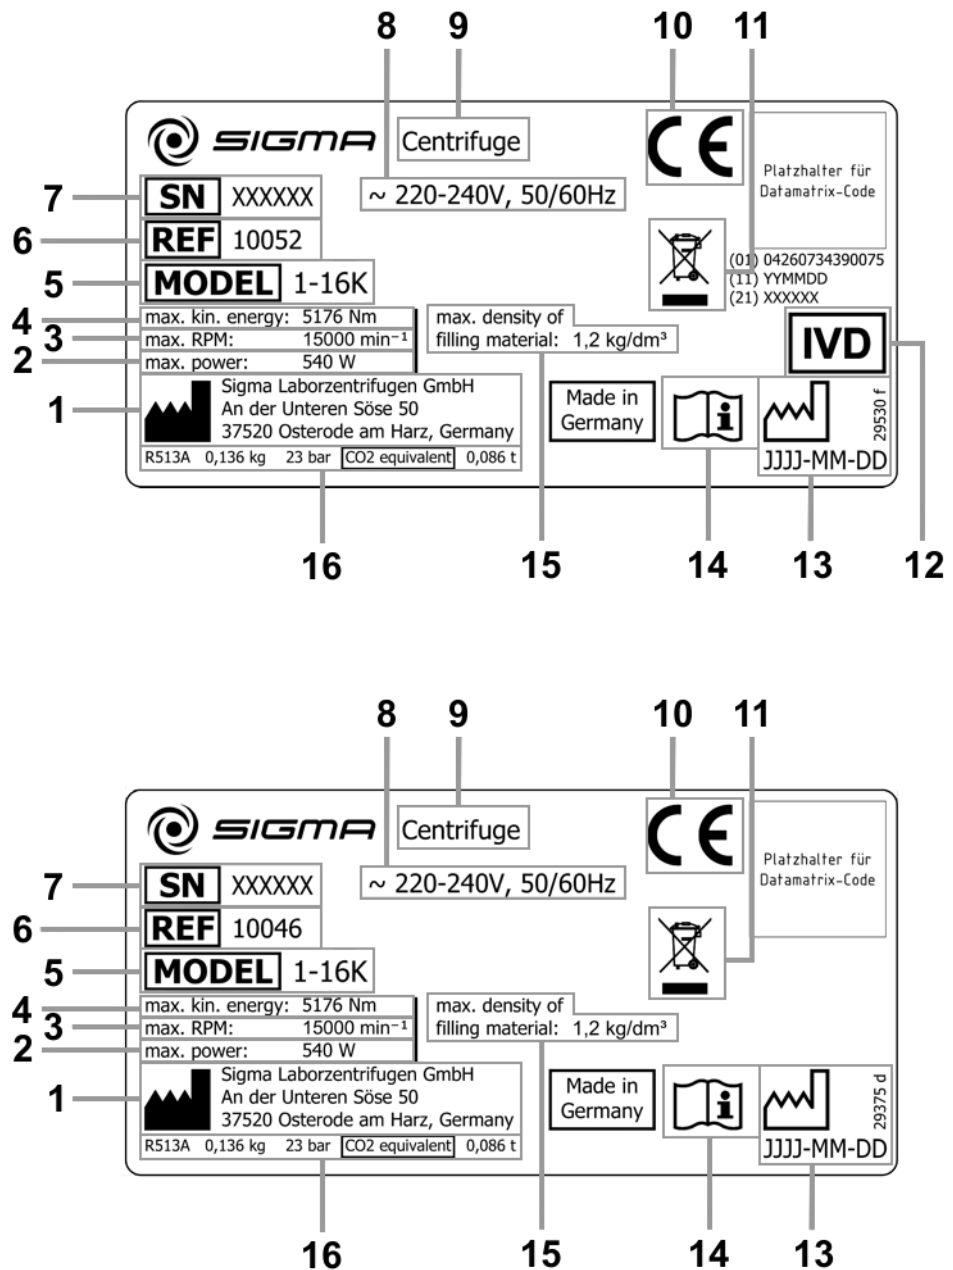 8 9 10 11
SIGMA
Centrifuge
CE
Platzhalter für
Datamatrix-Code
7 SN XXXXXX
~ 220-240V, 50/60Hz
6 REF 10052
5 MODEL 1-16K
(01) 04260734390075
(11) YYMMDD
(21) XXXXXX
4 max. kin. energy: 5176 Nm
3 max. RPM: 15000 min⁻¹
2 max. power: 540 W
max. density of
filling material: 1,2 kg/dm³
IVD
1 Sigma Laborzentrifugen GmbH
An der Unteren Söse 50
37520 Osterode am Harz, Germany
Made in
Germany
i
29530 f
JJJJ-MM-DD
R513A 0,136 kg 23 bar CO2 equivalent 0,086 t
16 15 14 13 12
8 9 10 11
SIGMA
Centrifuge
CE
Platzhalter für
Datamatrix-Code
7 SN XXXXXX
~ 220-240V, 50/60Hz
6 REF 10046
5 MODEL 1-16K
4 max. kin. energy: 5176 Nm
3 max. RPM: 15000 min⁻¹
2 max. power: 540 W
max. density of
filling material: 1,2 kg/dm³
1 Sigma Laborzentrifugen GmbH
An der Unteren Söse 50
37520 Osterode am Harz, Germany
Made in
Germany
i
29375 d
JJJJ-MM-DD
R513A 0,136 kg 23 bar CO2 equivalent 0,086 t
16 15 14 13